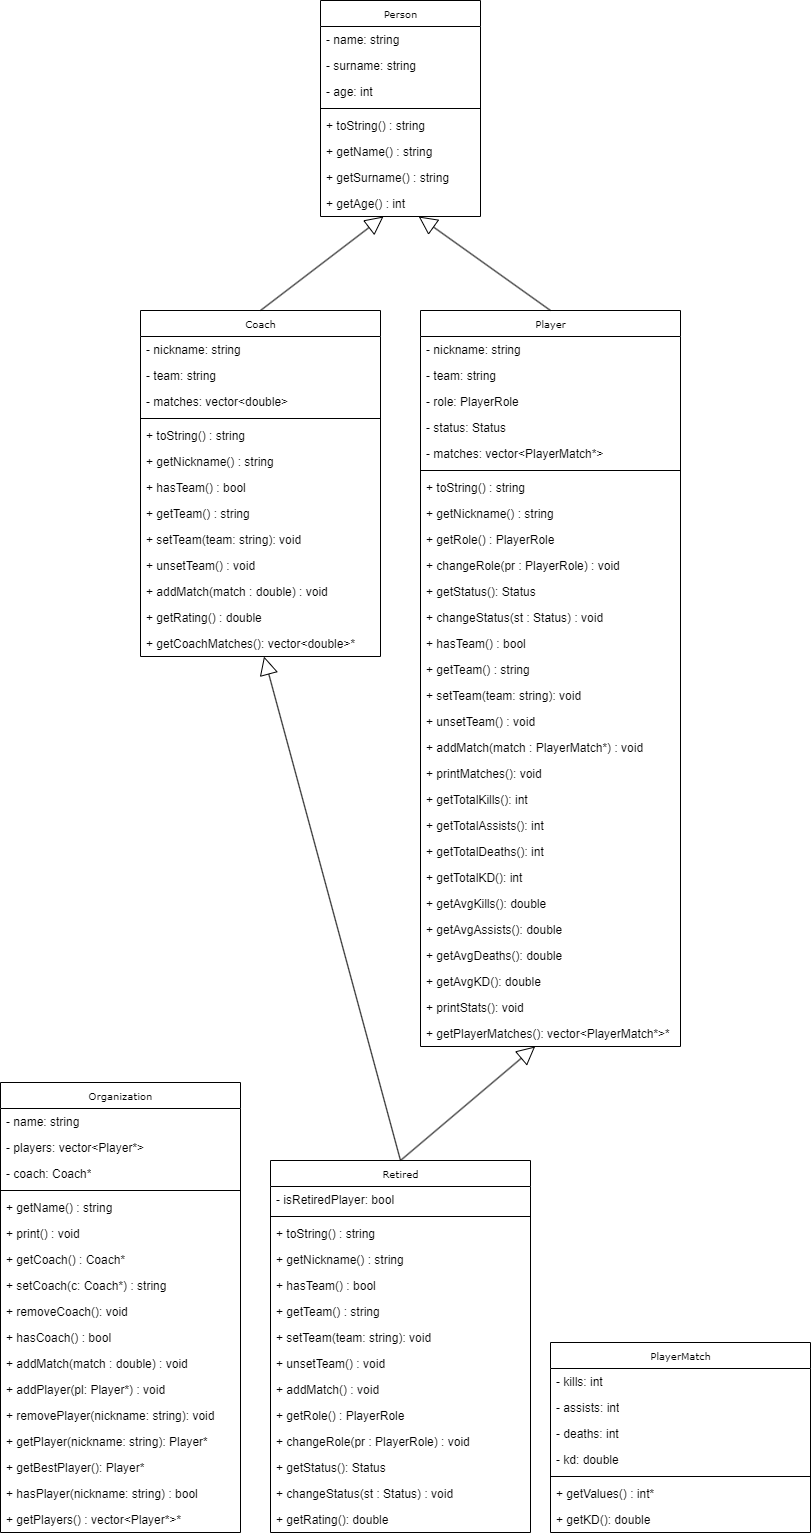 Person
- name: string
- surname: string
- age: int
+ toString() : string
+ getName() : string
+ getSurname() : string
+ getAge() : int
Coach
- nickname: string
- team: string
- matches: vector<double>
+ toString() : string
+ getNickname() : string
+ hasTeam() : bool
+ getTeam() : string
+ setTeam(team: string): void
+ unsetTeam() : void
+ addMatch(match : double) : void
+ getRating() : double
+ getCoachMatches(): vector<double>*
Player
- nickname: string
- team: string
- role: PlayerRole
- status: Status
- matches: vector<PlayerMatch*>
+ toString() : string
+ getNickname() : string
+ getRole() : PlayerRole
+ changeRole(pr : PlayerRole) : void
+ getStatus(): Status
+ changeStatus(st : Status) : void
+ hasTeam() : bool
+ getTeam() : string
+ setTeam(team: string): void
+ unsetTeam() : void
+ addMatch(match : PlayerMatch*) : void
+ printMatches(): void
+ getTotalKills(): int
+ getTotalAssists(): int
+ getTotalDeaths(): int
+ getTotalKD(): int
+ getAvgKills(): double
+ getAvgAssists(): double
+ getAvgDeaths(): double
+ getAvgKD(): double
+ printStats(): void
+ getPlayerMatches(): vector<PlayerMatch*>*
Organization
- name: string
- players: vector<Player*>
- coach: Coach*
+ getName() : string
+ print() : void
+ getCoach() : Coach*
+ setCoach(c: Coach*) : string
+ removeCoach(): void
+ hasCoach() : bool
+ addMatch(match : double) : void
+ addPlayer(pl: Player*) : void
+ removePlayer(nickname: string): void
+ getPlayer(nickname: string): Player*
+ getBestPlayer(): Player*
+ hasPlayer(nickname: string) : bool
+ getPlayers() : vector<Player*>*
Retired
- isRetiredPlayer: bool
+ toString() : string
+ getNickname() : string
+ hasTeam() : bool
+ getTeam() : string
+ setTeam(team: string): void
+ unsetTeam() : void
+ addMatch() : void
+ getRole() : PlayerRole
+ changeRole(pr : PlayerRole) : void
+ getStatus(): Status
+ changeStatus(st : Status) : void
+ getRating(): double
PlayerMatch
- kills: int
- assists: int
- deaths: int
- kd: double
+ getValues() : int*
+ getKD(): double